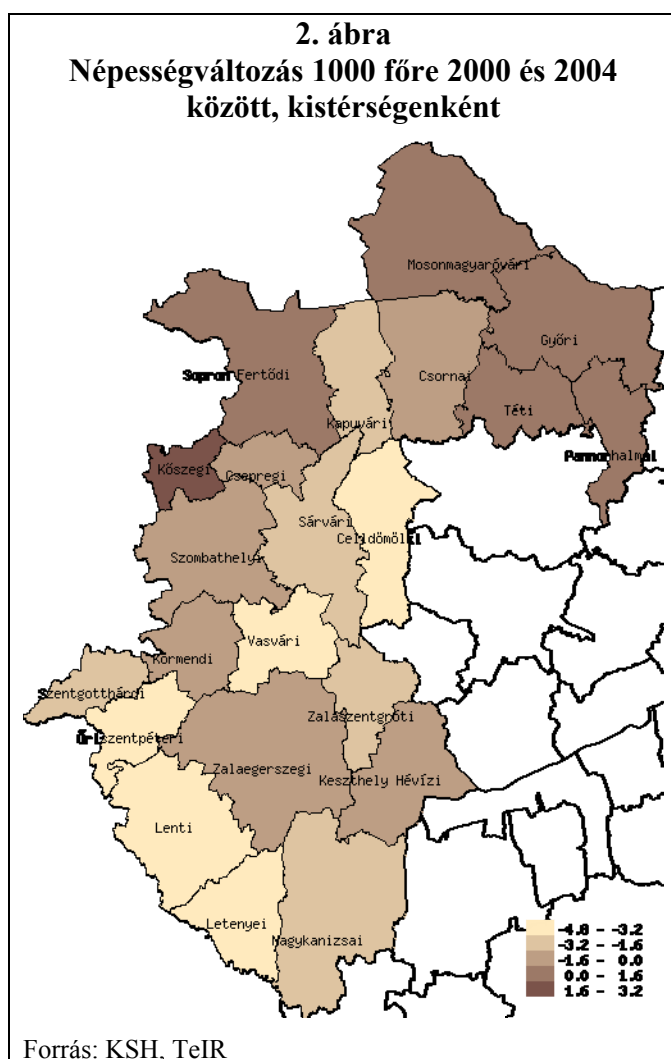 2. ábra
Népességváltozás 1000 főre 2000 és 2004
között, kistérségenként
Mosonmagyaróvári
Győri
Sopron Fertődi
Csornai
Kapuvári
Téti
Pannonhalmai
Kőszegi
Csepregi
Sárvári
Celldömölki
Szombathelyi
Vasvári
Körmendi
Szentgotthárdi
Zalaszentgróti
Őriszentpéteri
Zalaegerszegi
Keszthely Hévízi
Lenti
Letenyei
Nagykanizsai
-4.8 - -3.2
-3.2 - -1.6
-1.6 - 0.0
0.0 - 1.6
1.6 - 3.2
Forrás: KSH, TeIR